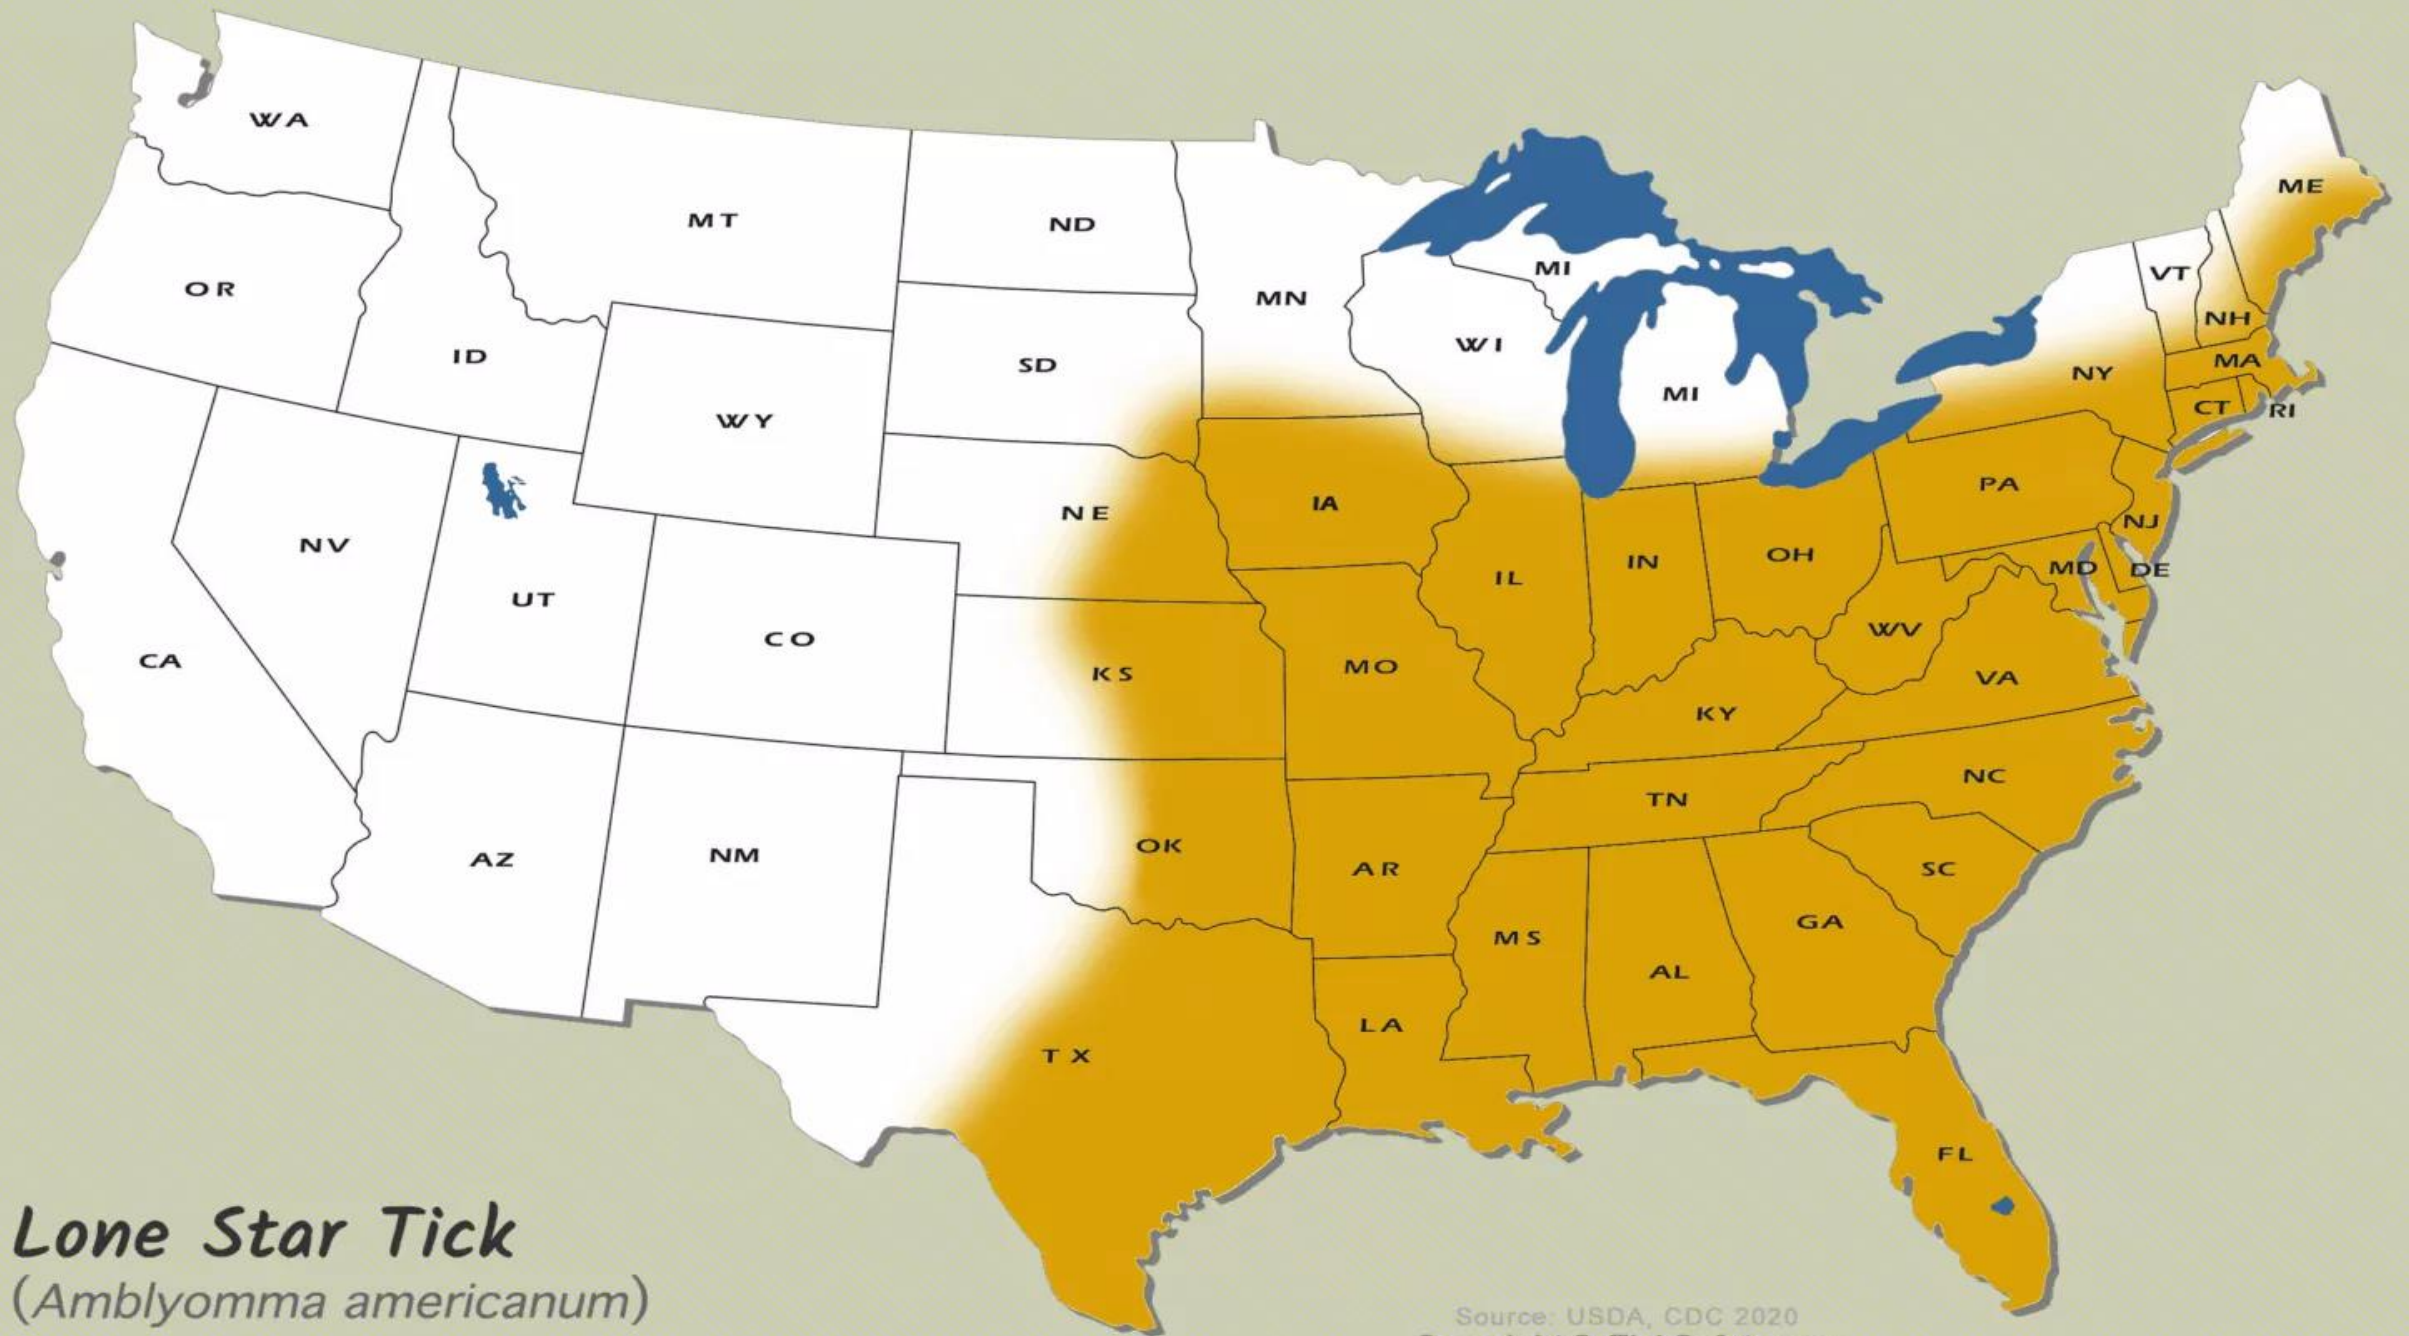 WA
MT
ND
MN
MI
ME
OR
ID
SD
WI
VT
NH
WY
MI
NY
MA
CT
RI
NV
NE
IA
PA
NJ
UT
CO
IL
IN
OH
MD
DE
CA
KS
MO
WV
VA
KY
AZ
NM
OK
AR
TN
NC
SC
MS
AL
GA
TX
LA
FL
Lone Star Tick
(Amblyomma americanum)
Source: USDA, CDC 2020